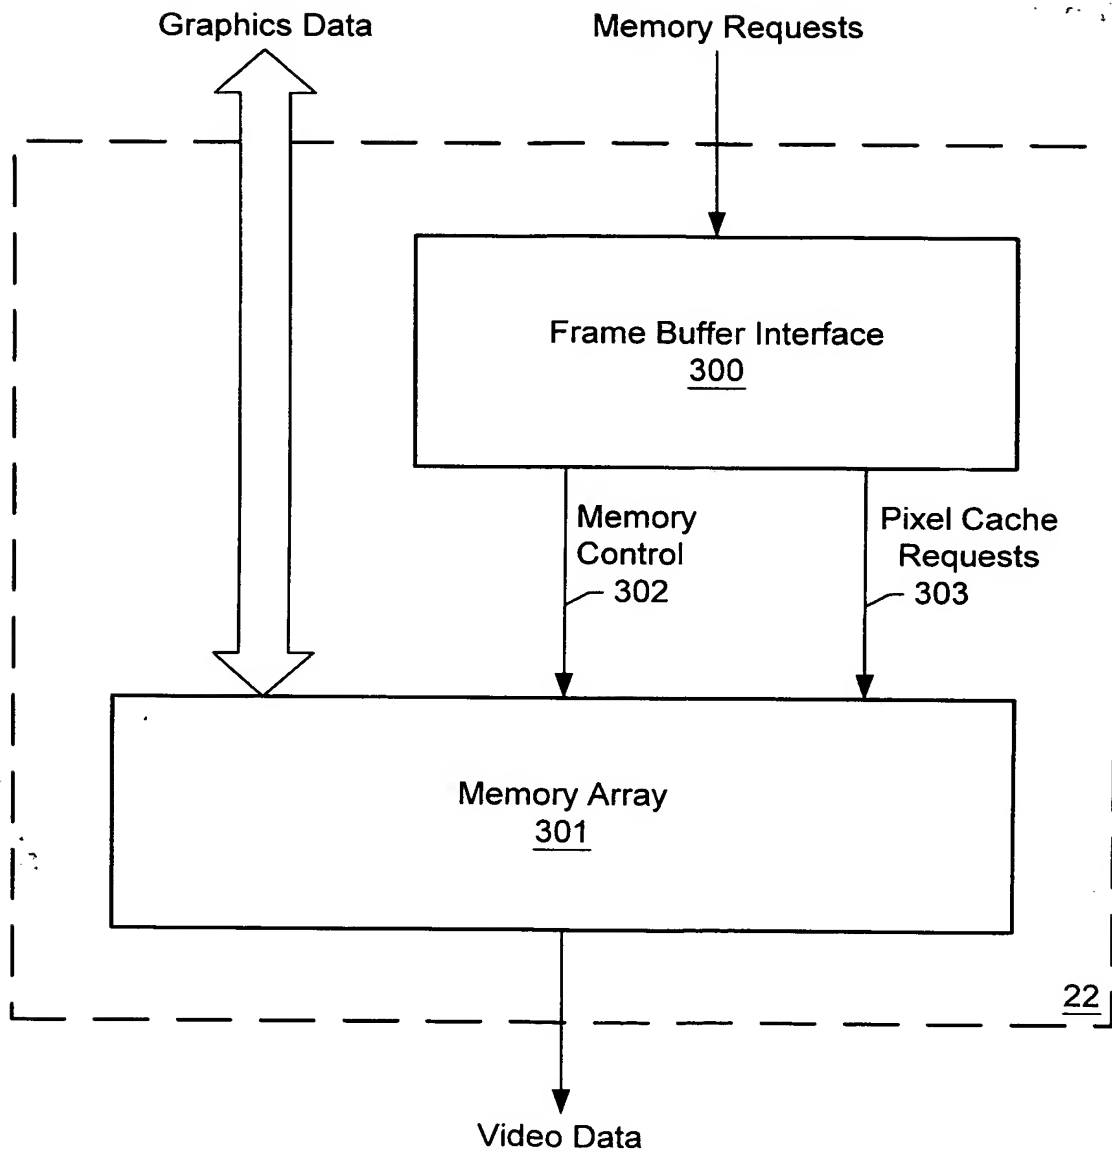 Graphics Data
Memory Requests
Frame Buffer Interface
300
Memory
Control
302
Pixel Cache
Requests
303
Memory Array
301
22
Video Data